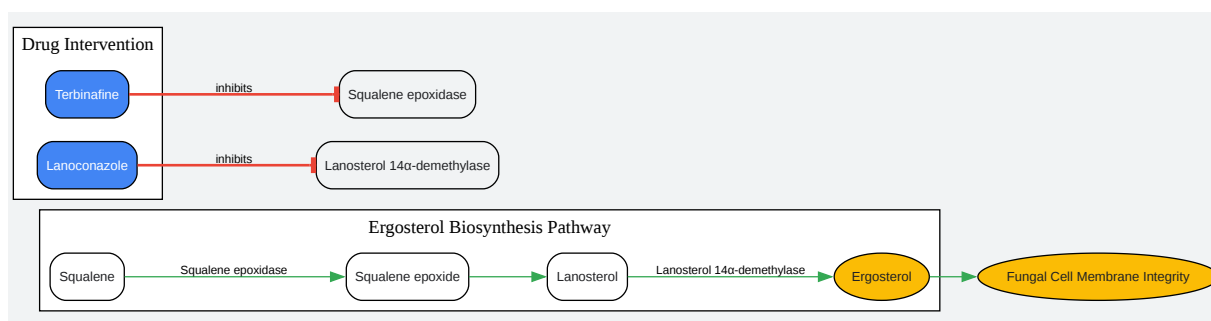 Drug Intervention
Terbinafine
inhibits
Squalene epoxidase
Lanoconazole
inhibits
Lanosterol 14α-demethylase
Ergosterol Biosynthesis Pathway
Squalene
Squalene epoxidase
Squalene epoxide
Lanosterol
Lanosterol 14α-demethylase
Ergosterol
Fungal Cell Membrane Integrity